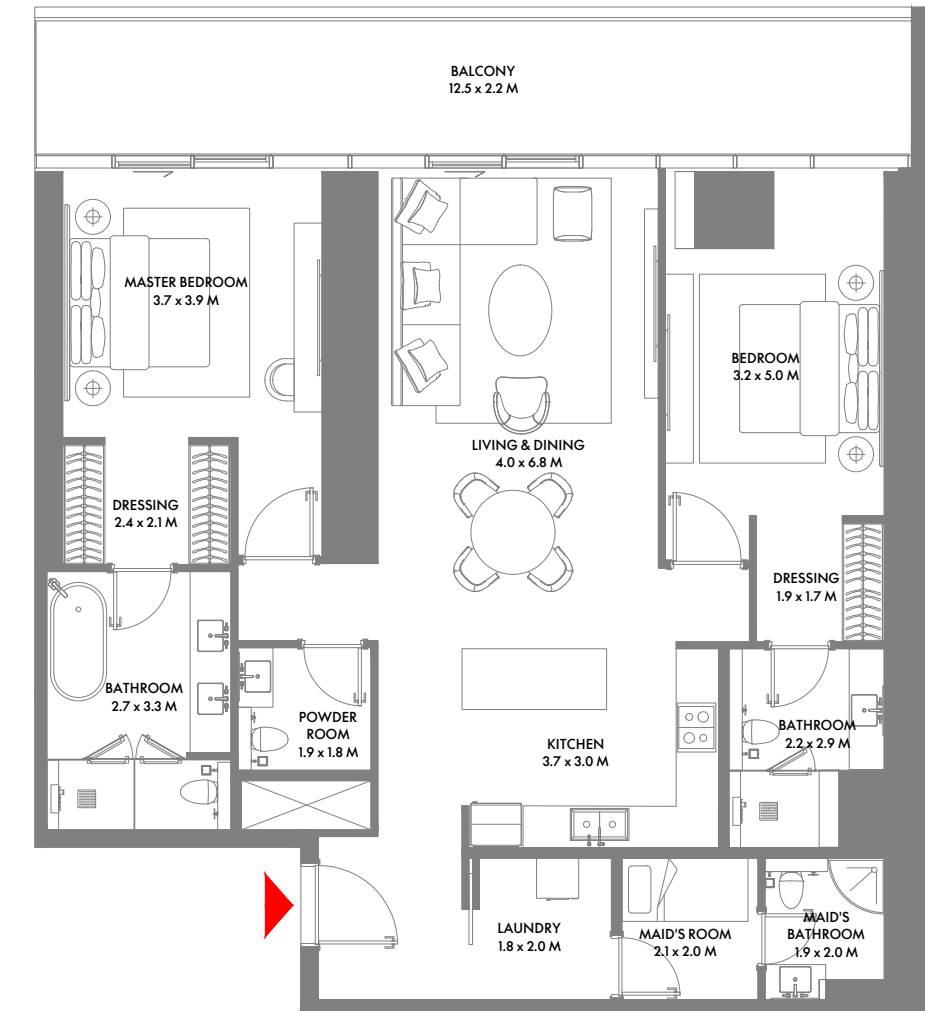 BALCONY
12.5 x 2.2 M
MASTER BEDROOM
3.7 x 3.9 M
BEDROOM
3.2 x 5.0 M
LIVING & DINING
4.0 x 6.8 M
DRESSING
2.4 x 2.1 M
DRESSING
1.9 x 1.7 M
BATHROOM
2.7 x 3.3 M
POWDER
ROOM
1.9 x 1.8 M
KITCHEN
3.7 x 3.0 M
BATHROOM
2.2 x 2.9 M
LAUNDRY
1.8 x 2.0 M
MAID'S ROOM
2.1 x 2.0 M
MAID'S
BATHROOM
1.9 x 2.0 M